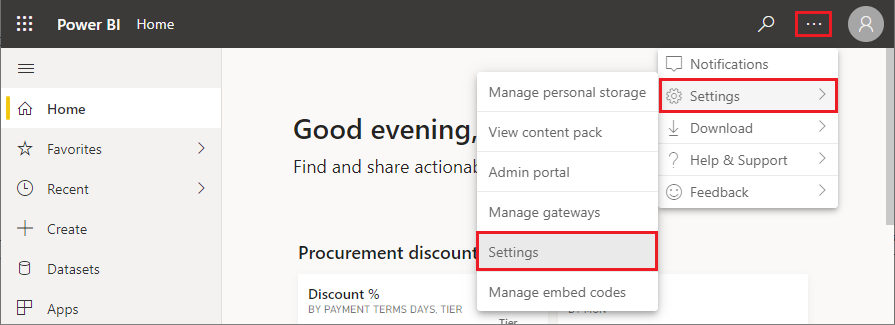 Power BI Home
Home
Favorites
Recent
Create
Datasets
Apps
Good evening,
Find and share actionab
Procurement discount
Discount %
BY PAYMENT TERMS DAYS, TIER
Tier
Manage personal storage
View content pack
Admin portal
Manage gateways
Settings
Manage embed codes
Notifications
Settings
Download
Help & Support
Feedback